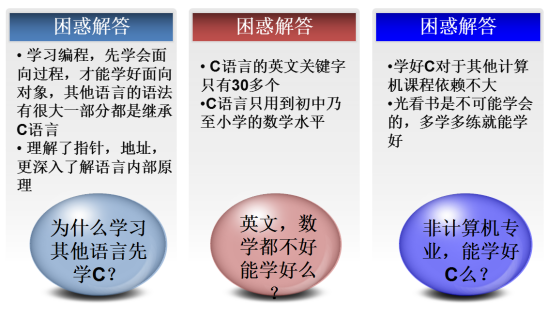 困惑解答
• 学习编程，先学会面
向过程，才能学好面向
对象，其他语言的语法
有很大一部分都是继承
C语言
• 理解了指针，地址，
更深入了解语言内部原
理
为什么学习
其他语言先
学C？
困惑解答
• C语言的英文关键字
只有30多个
•C语言只用到初中乃
至小学的数学水平
英文，数
学都不好
能学好么
？
困惑解答
•学好C对于其他计算
机课程依赖不大
•光看书是不可能学会
的，多学多练就能学
好
非计算机专
业，能学好
C么？